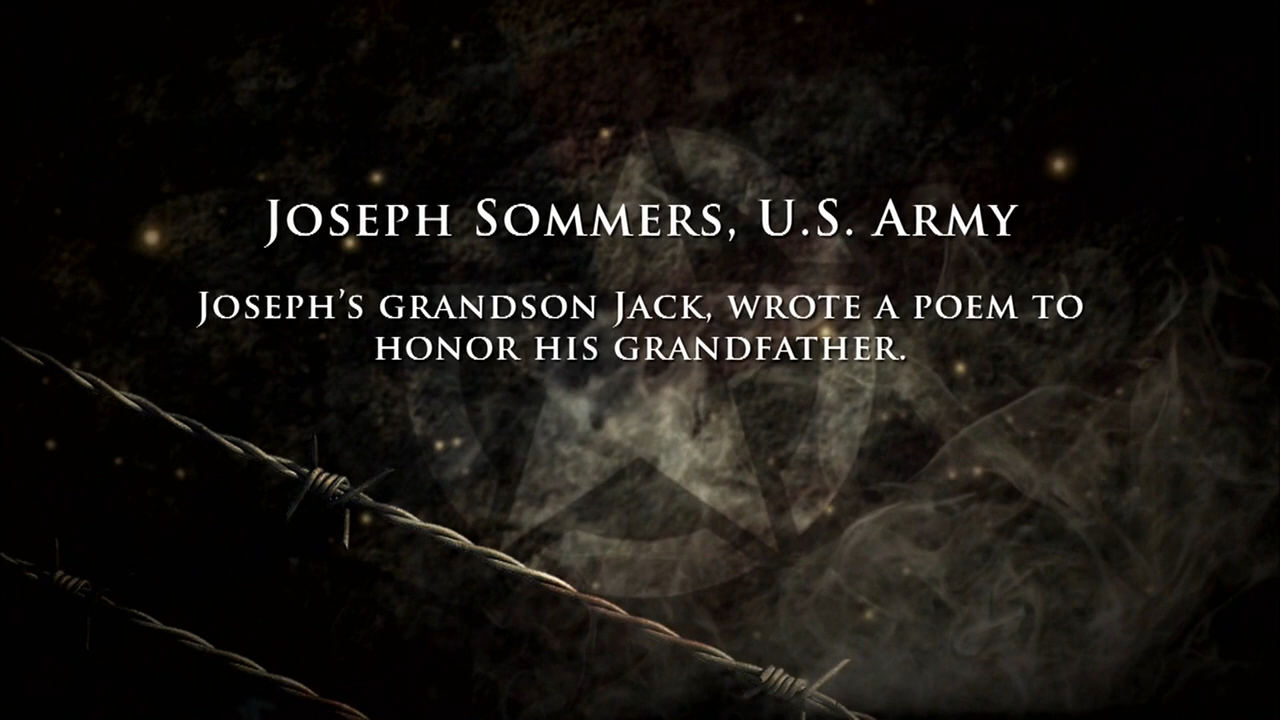 Joseph Sommers, U.S. Army
Joseph's grandson Jack, wrote a poem to
honor his grandfather.